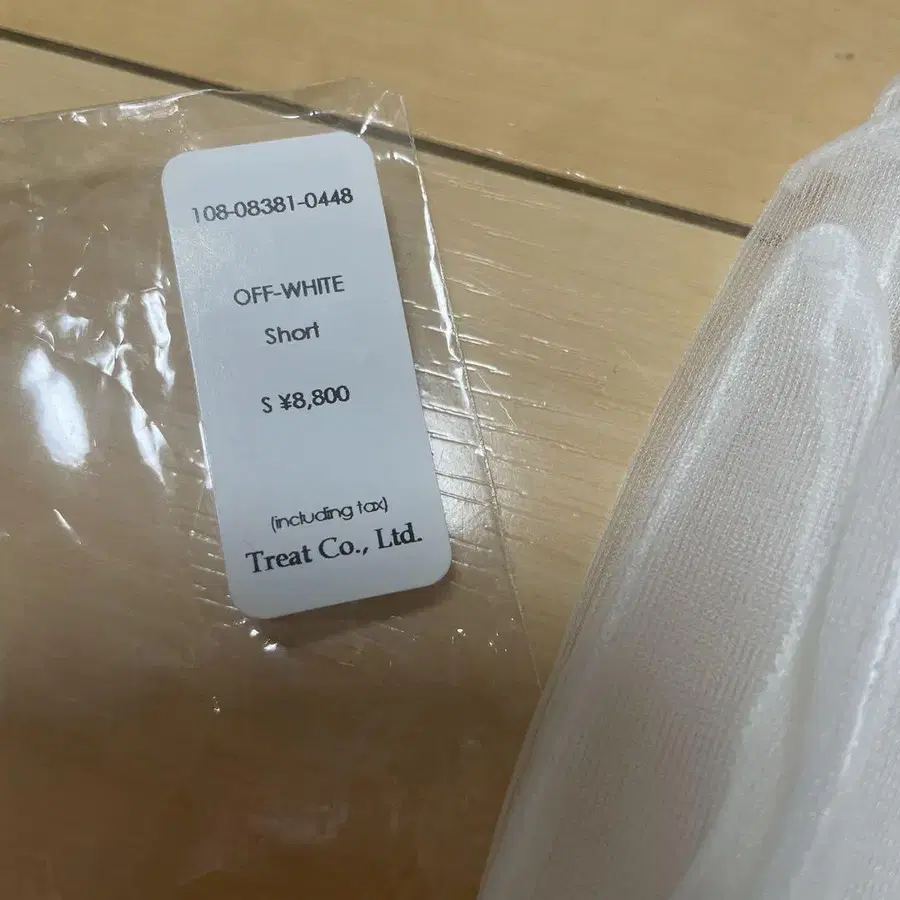 108-08381-0448
OFF-WHITE
Short
S ¥8,800
(including tax)
Treat Co., Ltd.